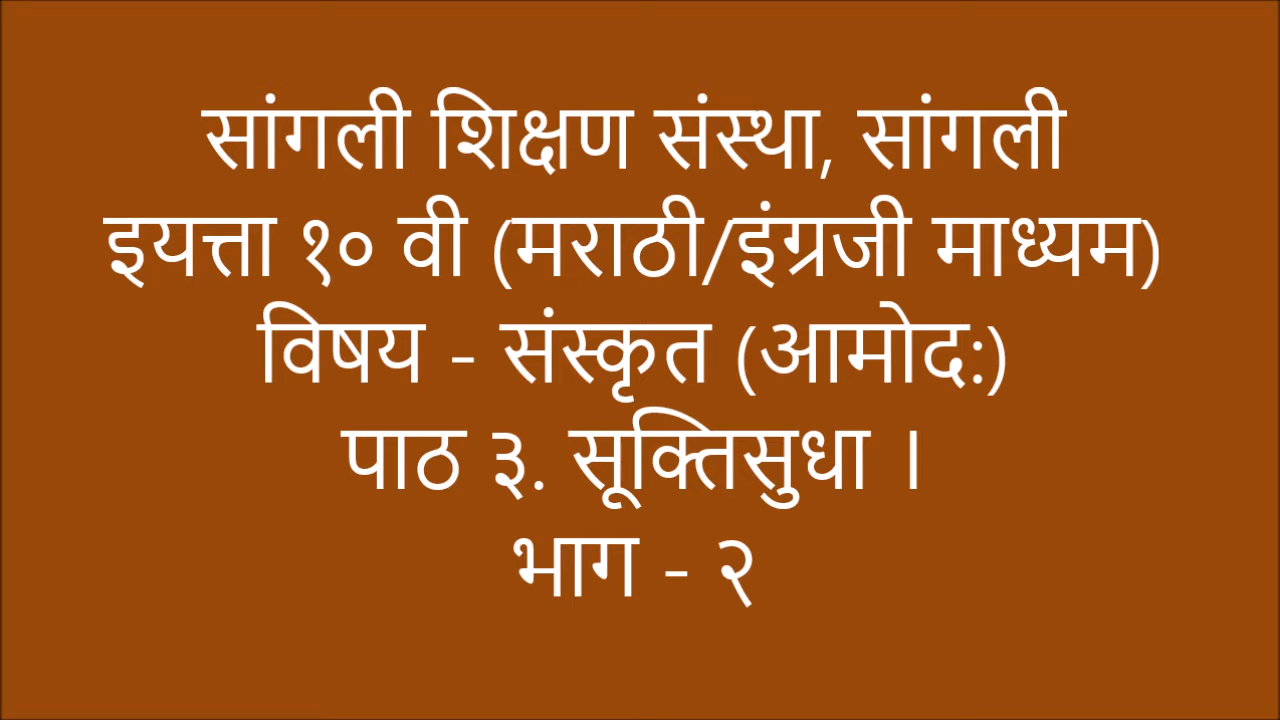 सांगली शिक्षण संस्था, सांगली
इयत्ता १० वी (मराठी/इंग्रजी माध्यम)
विषय - संस्कृत (आमोद:)
पाठ ३. सूक्तिसुधा ।
भाग - २